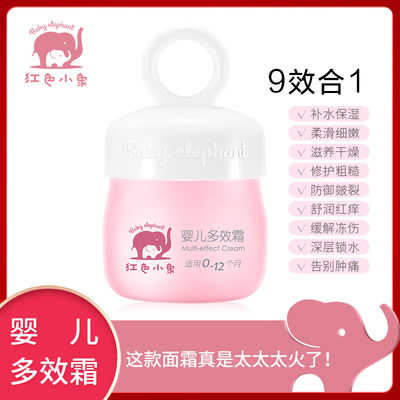 Baby elephant
红色小象
9效合1
补水保湿
柔滑细嫩
滋养干燥
修护粗糙
防御皴裂
舒润红痒
缓解冻伤
深层锁水
告别肿痛
Baby elephant
婴儿多效霜
Multi-effect Cream
适用0-12个月
Baby elephant
红色小象
婴儿
多效霜
这款面霜真是太太太火了!